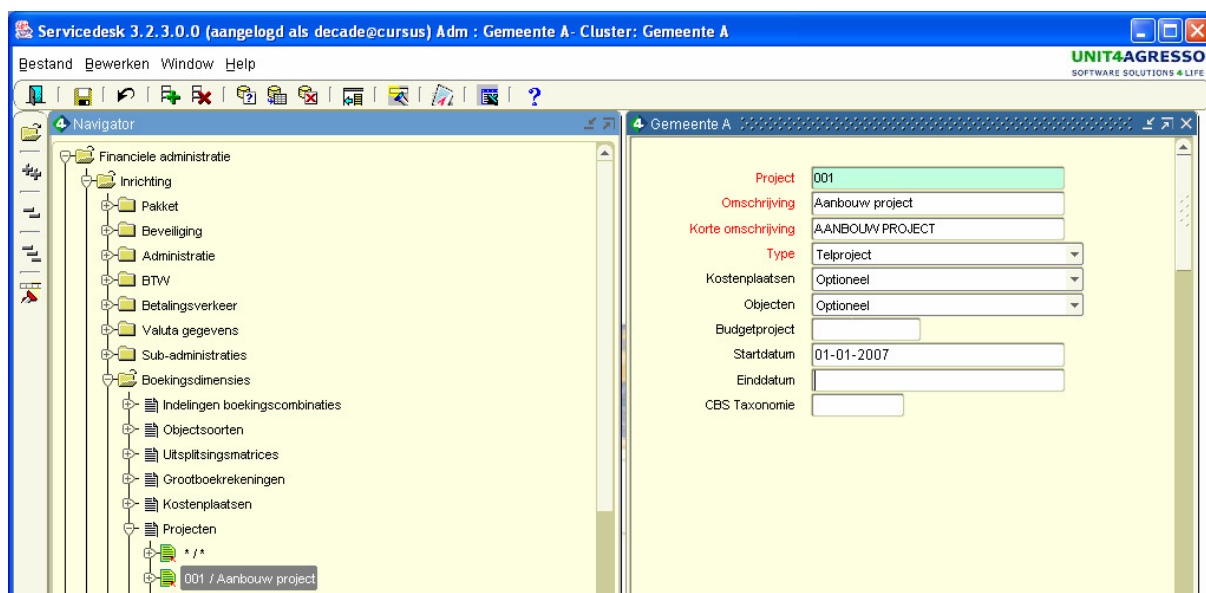 Servicedesk 3.2.3.0.0 (aangelogd als decade@cursus) Adm : Gemeente A- Cluster: Gemeente A
Bestand Bewerken Window Help
UNIT4AGRESSO
SOFTWARE SOLUTIONS 4 LIFE
4 Navigator
Financiele administratie
Inrichting
Pakket
Beveiliging
Administratie
BTW
Betalingsverkeer
Valuta gegevens
Sub-administraties
Boekingsdimensies
Indelingen boekingscombinaties
Objectsoorten
Uitsplitsingsmatrices
Grootboekrekeningen
Kostenplaatsen
Projecten
* / *
001 / Aanbouw project
4 Gemeente A
Project 001
Omschrijving Aanbouw project
Korte omschrijving AANBOUW PROJECT
Type Telproject
Kostenplaatsen Optioneel
Objecten Optioneel
Budgetproject
Startdatum 01-01-2007
Einddatum
CBS Taxonomie